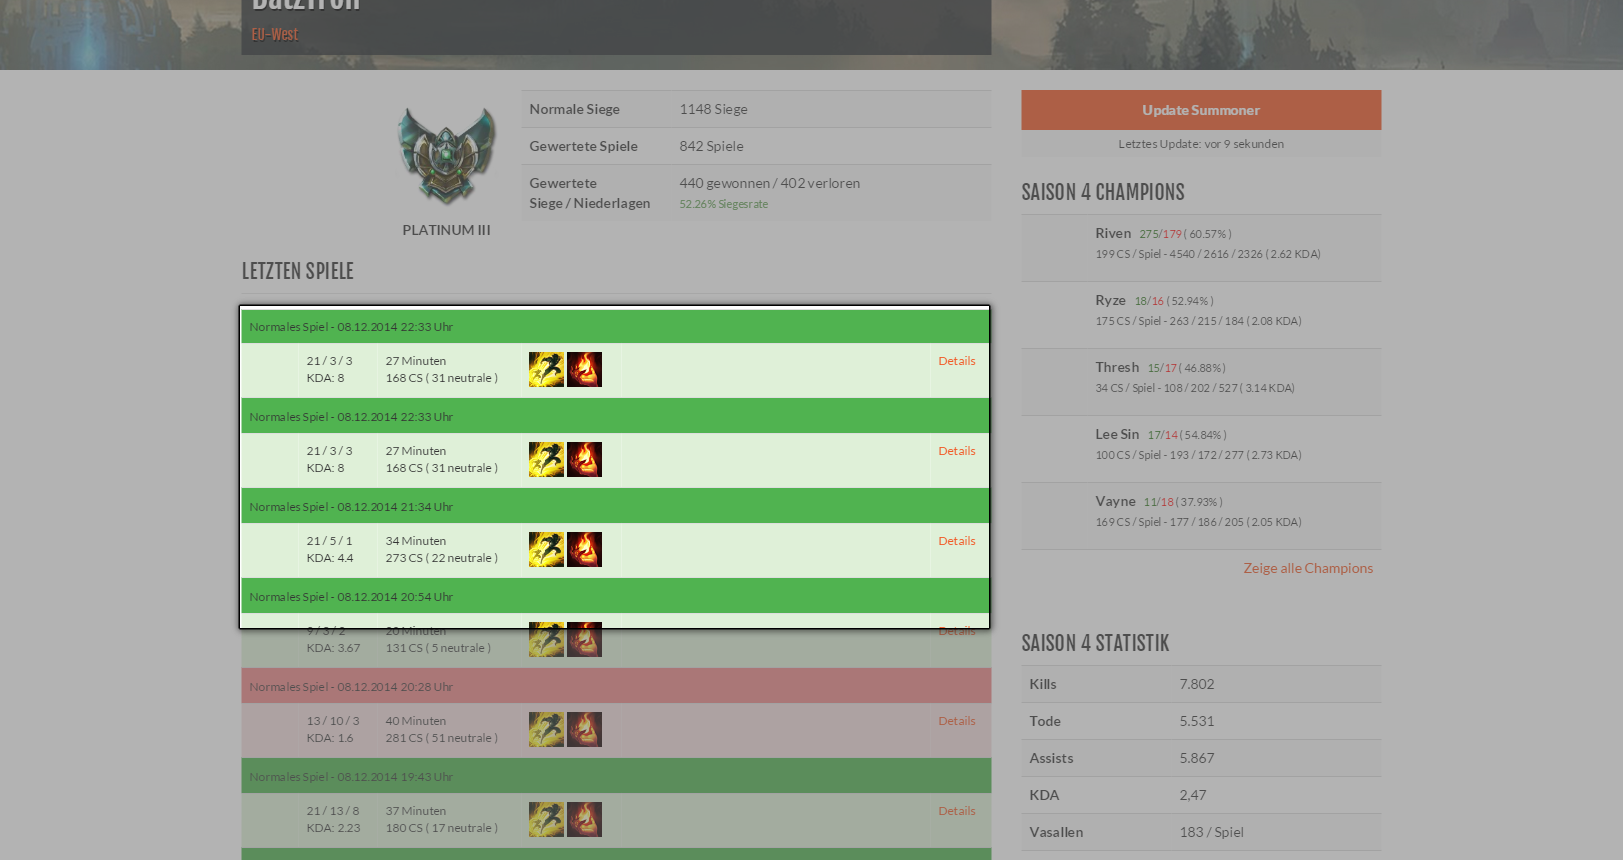 EU-West
PLATINUM III
Normale Siege 1148 Siege
Gewertete Spiele 842 Spiele
Gewertete
Siege / Niederlagen
440 gewonnen / 402 verloren
52.26% Siegesrate
LETZTEN SPIELE
Normales Spiel - 08.12.2014 22:33 Uhr
21 / 3 / 3
KDA: 8
27 Minuten
168 CS ( 31 neutrale )
Details
Normales Spiel - 08.12.2014 22:33 Uhr
21 / 3 / 3
KDA: 8
27 Minuten
168 CS ( 31 neutrale )
Details
Normales Spiel - 08.12.2014 21:34 Uhr
21 / 5 / 1
KDA: 4.4
34 Minuten
273 CS ( 22 neutrale )
Details
Normales Spiel - 08.12.2014 20:54 Uhr
9 / 3 / 2
KDA: 3.67
20 Minuten
131 CS ( 5 neutrale )
Details
Normales Spiel - 08.12.2014 20:28 Uhr
13 / 10 / 3
KDA: 1.6
40 Minuten
281 CS ( 51 neutrale )
Details
Normales Spiel - 08.12.2014 19:43 Uhr
21 / 13 / 8
KDA: 2.23
37 Minuten
180 CS ( 17 neutrale )
Details
Update Summoner
Letztes Update: vor 9 sekunden
SAISON 4 CHAMPIONS
Riven 275/179 ( 60.57% )
199 CS / Spiel - 4540 / 2616 / 2326 ( 2.62 KDA)
Ryze 18/16 ( 52.94% )
175 CS / Spiel - 263 / 215 / 184 ( 2.08 KDA)
Thresh 15/17 ( 46.88% )
34 CS / Spiel - 108 / 202 / 527 ( 3.14 KDA)
Lee Sin 17/14 ( 54.84% )
100 CS / Spiel - 193 / 172 / 277 ( 2.73 KDA)
Vayne 11/18 ( 37.93% )
169 CS / Spiel - 177 / 186 / 205 ( 2.05 KDA)
Zeige alle Champions
SAISON 4 STATISTIK
Kills 7.802
Tode 5.531
Assists 5.867
KDA 2,47
Vasallen 183 / Spiel